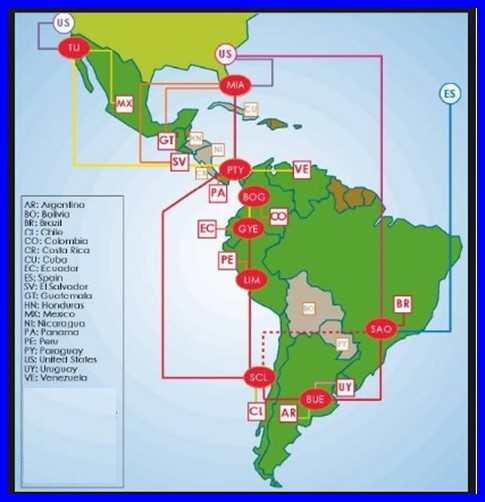 US
TIJ
US
MIA
ES
MX
CU
GT
HN
SV
NI
CR
PTY
VE
PA
BOG
CO
EC
GYE
PE
LIM
BO
BR
SAO
PY
SCL
UY
BUE
CL
AR
AR: Argentina
BO: Bolivia
BR: Brazil
CL: Chile
CO: Colombia
CR: Costa Rica
CU: Cuba
EC: Ecuador
ES: Spain
SV: El Salvador
GT: Guatemala
HN: Honduras
MX: Mexico
NI: Nicaragua
PA: Panama
PE: Peru
PY: Paraguay
US: United States
UY: Uruguay
VE: Venezuela